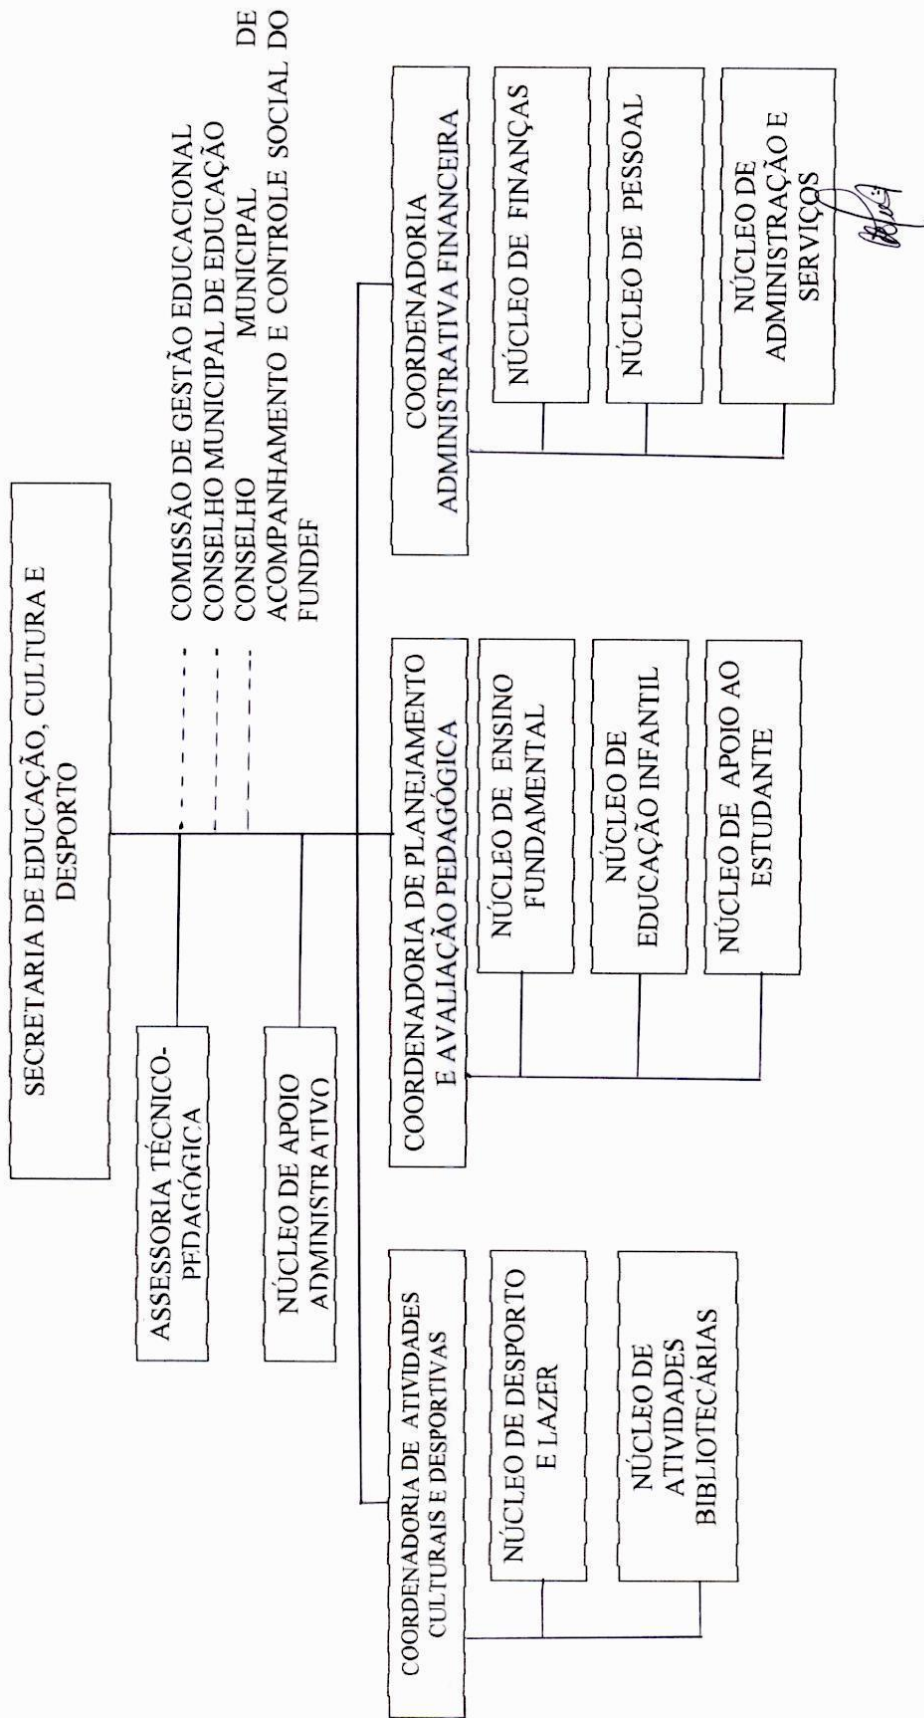 SECRETARIA DE EDUCAÇÃO, CULTURA E
DESPORTO
COMISSÃO DE GESTÃO EDUCACIONAL
CONSELHO MUNICIPAL DE EDUCAÇÃO
CONSELHO MUNICIPAL DE
ACOMPANHAMENTO E CONTROLE SOCIAL DO
FUNDEF
ASSESSORIA TÉCNICO-
PEDAGÓGICA
NÚCLEO DE APOIO
ADMINISTRATIVO
COORDENADORIA DE ATIVIDADES
CULTURAIS E DESPORTIVAS
NÚCLEO DE DESPORTO
E LAZER
NÚCLEO DE
ATIVIDADES
BIBLIOTECÁRIAS
COORDENADORIA DE PLANEJAMENTO
E AVALIAÇÃO PEDAGÓGICA
NÚCLEO DE ENSINO
FUNDAMENTAL
NÚCLEO DE
EDUCAÇÃO INFANTIL
NÚCLEO DE APOIO AO
ESTUDANTE
COORDENADORIA
ADMINISTRATIVA FINANCEIRA
NÚCLEO DE FINANÇAS
NÚCLEO DE PESSOAL
NÚCLEO DE
ADMINISTRAÇÃO E
SERVIÇOS